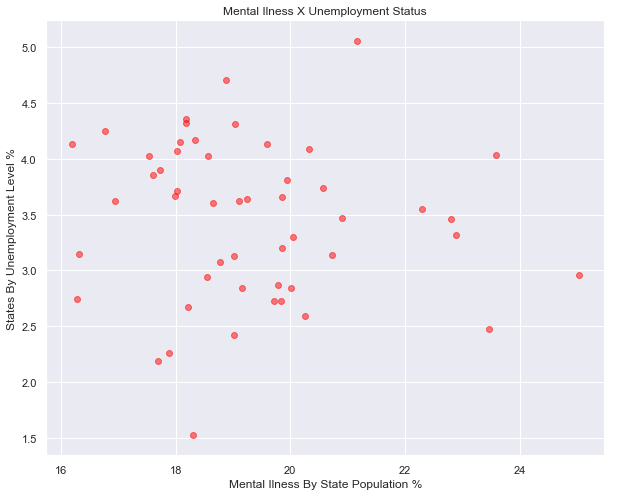 Mental Ilness X Unemployment Status
5.0
4.5
4.0
3.5
3.0
2.5
2.0
1.5
States By Unemployment Level %
16 18 20 22 24
Mental Ilness By State Population %